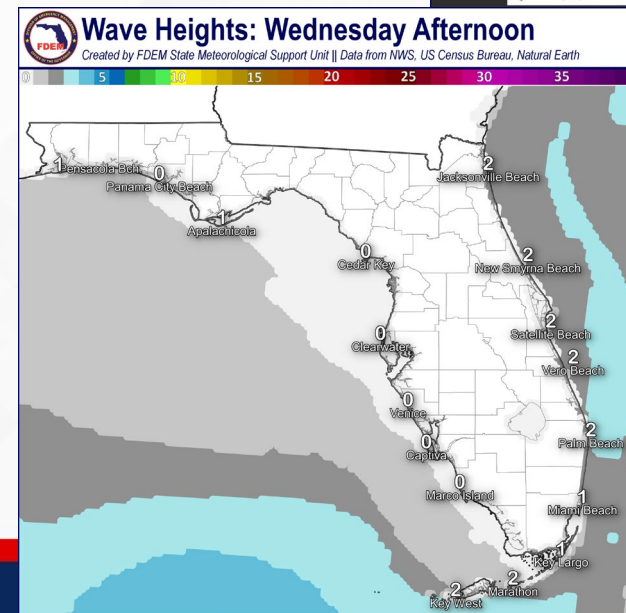 Wave Heights: Wednesday Afternoon
Created by FDEM State Meteorological Support Unit || Data from NWS, US Census Bureau, Natural Earth
FDEM
0 5 10 15 20 25 30 35
2
Jacksonville Beach
1
Pensacola Bch
0
Panama City Beach
1
Apalachicola
0
Cedar Key
2
New Smyrna Beach
2
Satellite Beach
0
Clearwater
2
Vero Beach
0
Venice
2
Palm Beach
0
Captiva
0
Marco Island
1
Miami Beach
1
Key Largo
2
Marathon
2
Key West